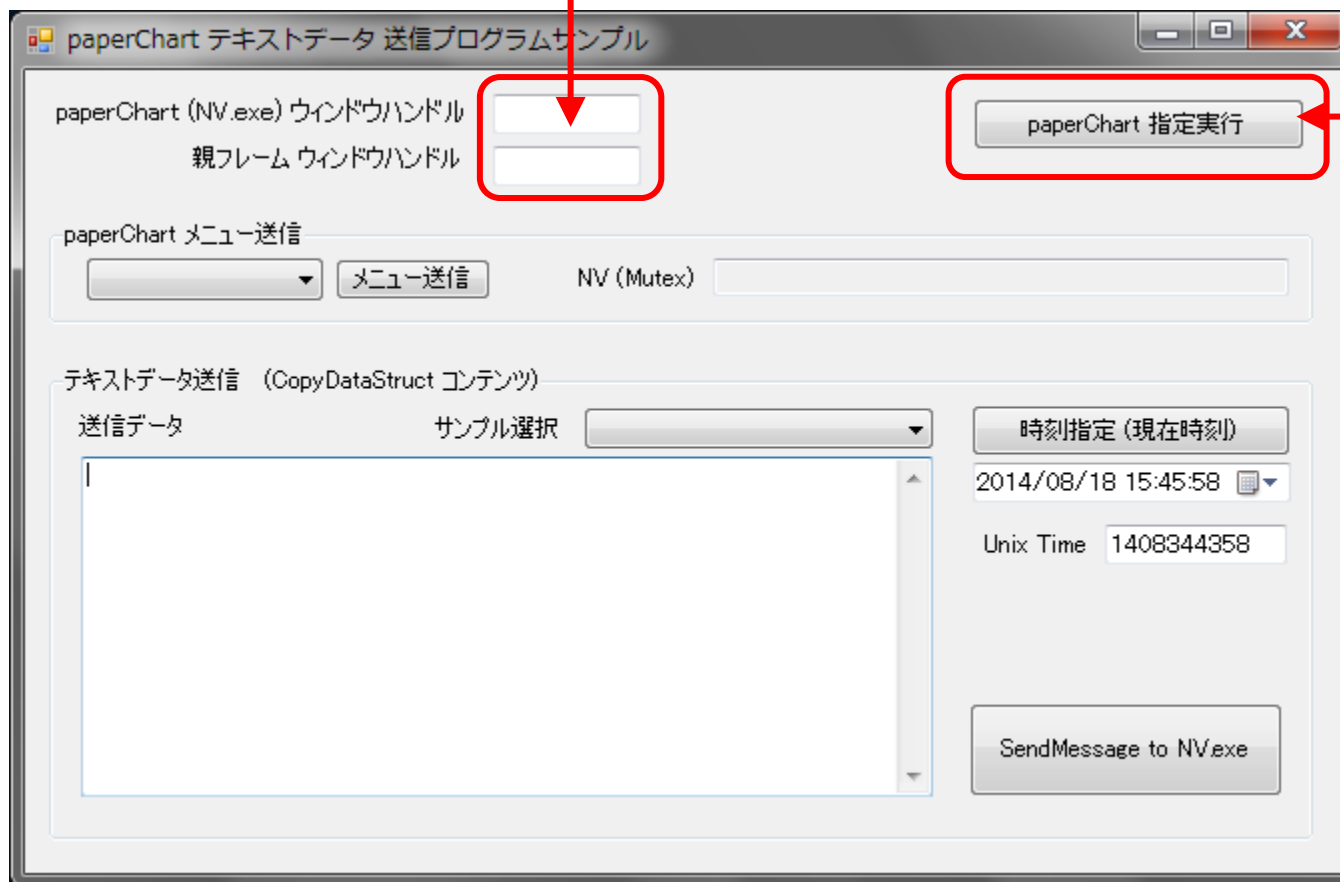 paperChart テキストデータ 送信プログラムサンプル
paperChart (NV.exe) ウィンドウハンドル
paperChart 指定実行
親フレーム ウィンドウハンドル
paperChart メニュー送信
メニュー送信 NV (Mutex)
テキストデータ送信 (CopyDataStruct コンテンツ)
送信データ サンプル選択 時刻指定 (現在時刻)
2014/08/18 15:45:58
Unix Time 1408344358
SendMessage to NV.exe